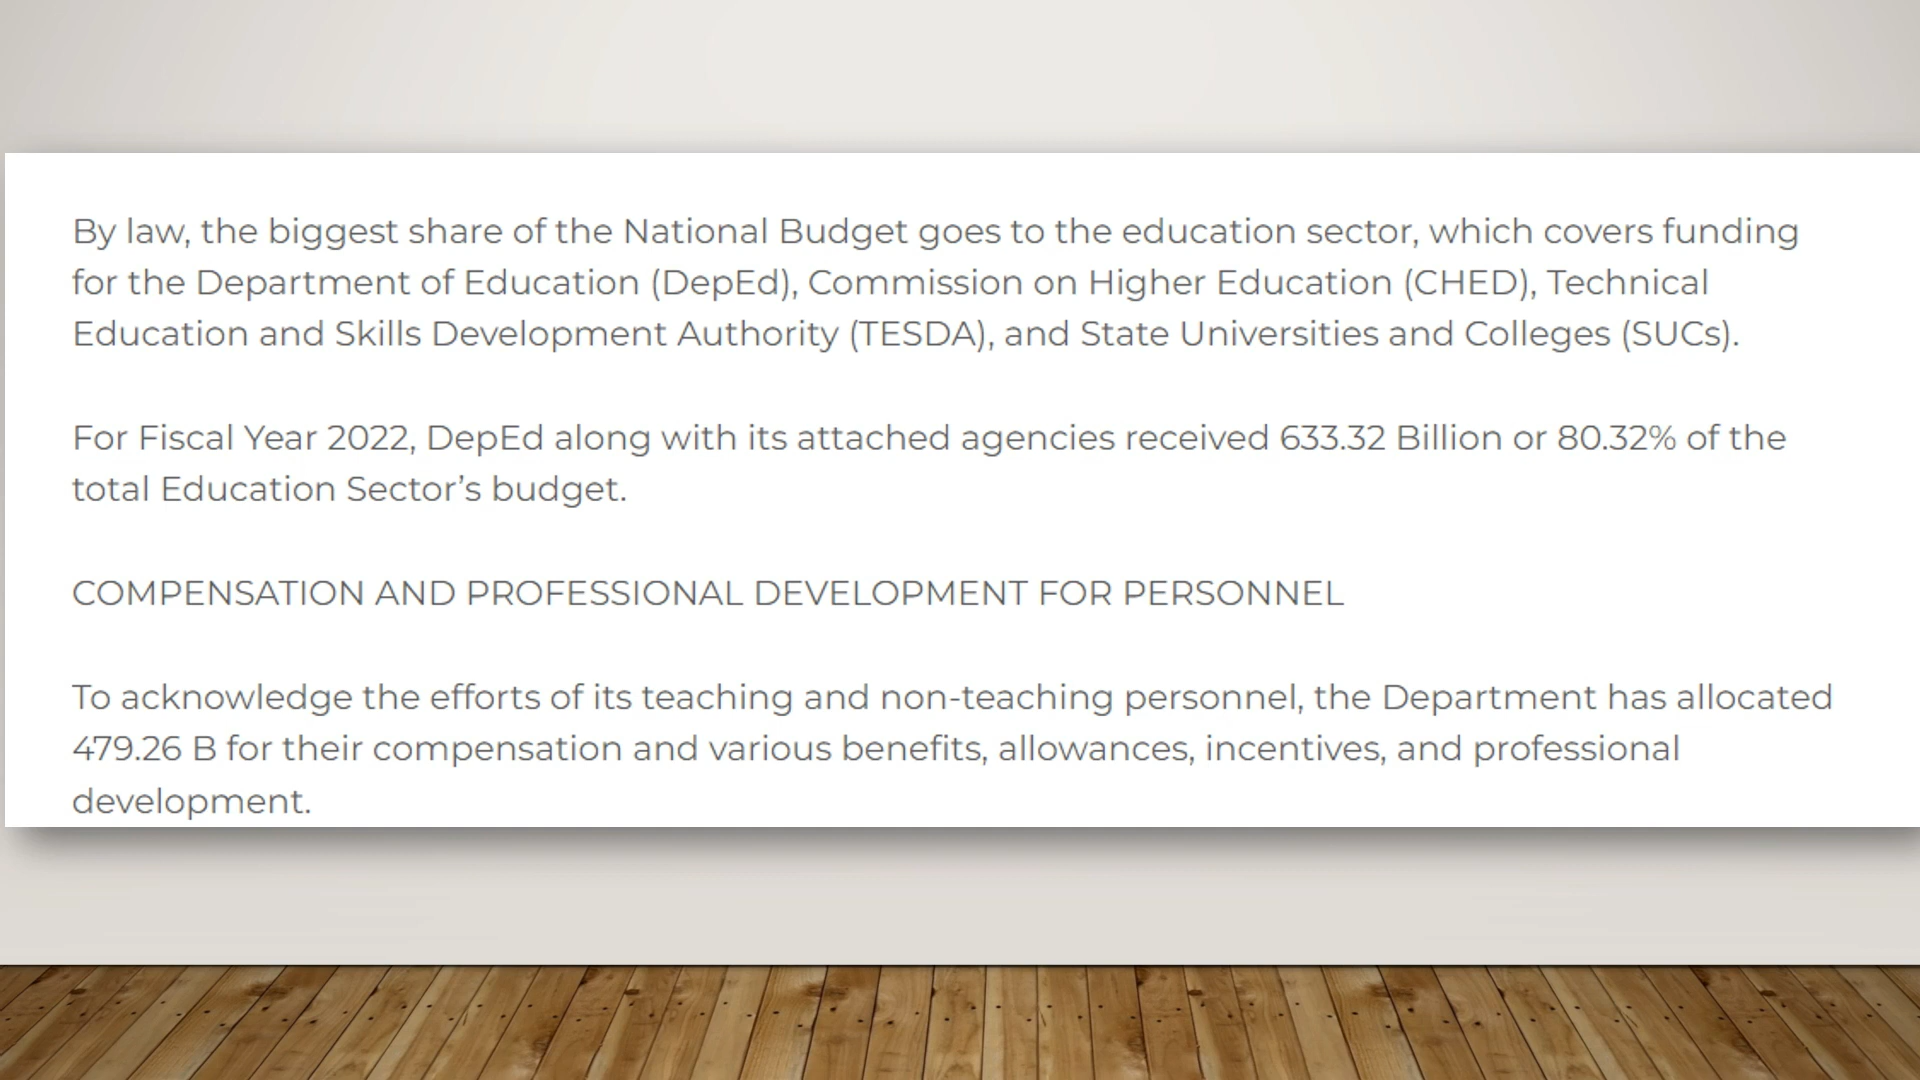 By law, the biggest share of the National Budget goes to the education sector, which covers funding
for the Department of Education (DepEd), Commission on Higher Education (CHED), Technical
Education and Skills Development Authority (TESDA), and State Universities and Colleges (SUCs).
For Fiscal Year 2022, DepEd along with its attached agencies received 633.32 Billion or 80.32% of the
total Education Sector’s budget.
COMPENSATION AND PROFESSIONAL DEVELOPMENT FOR PERSONNEL
To acknowledge the efforts of its teaching and non-teaching personnel, the Department has allocated
479.26 B for their compensation and various benefits, allowances, incentives, and professional
development.